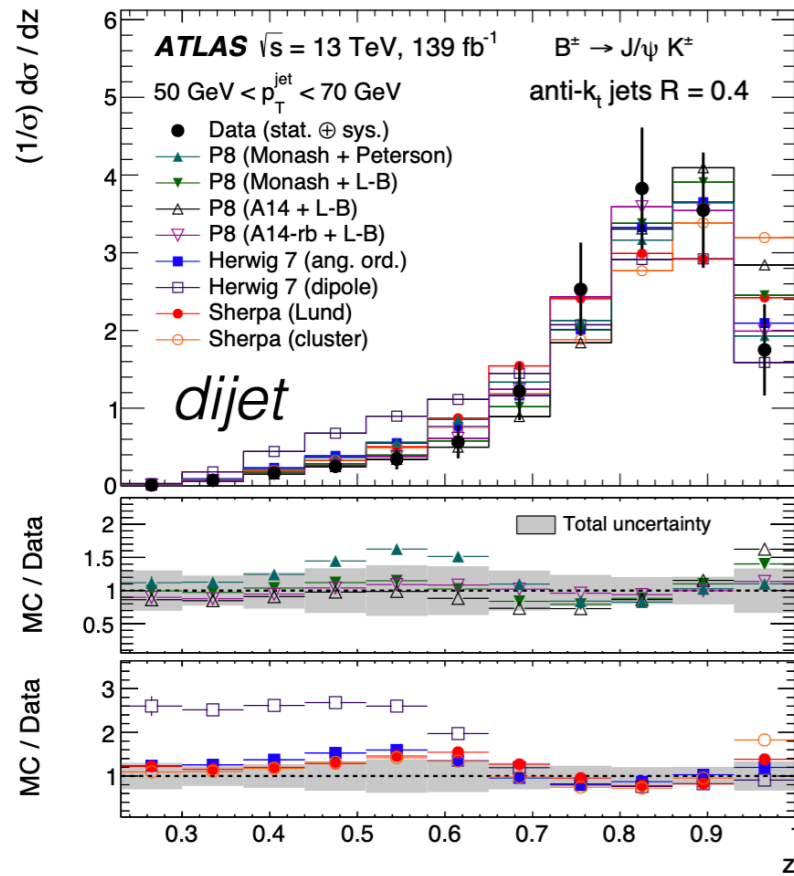 ATLAS √s = 13 TeV, 139 fb⁻¹ B± → J/ψ K±
50 GeV < p_T^jet < 70 GeV anti-k_t jets R = 0.4
Data (stat. ⊕ sys.)
P8 (Monash + Peterson)
P8 (Monash + L-B)
P8 (A14 + L-B)
P8 (A14-rb + L-B)
Herwig 7 (ang. ord.)
Herwig 7 (dipole)
Sherpa (Lund)
Sherpa (cluster)
dijet
(1/σ) dσ / dz
6
5
4
3
2
1
0
Total uncertainty
MC / Data
2
1.5
1
0.5
MC / Data
3
2
1
0.3 0.4 0.5 0.6 0.7 0.8 0.9 1
z